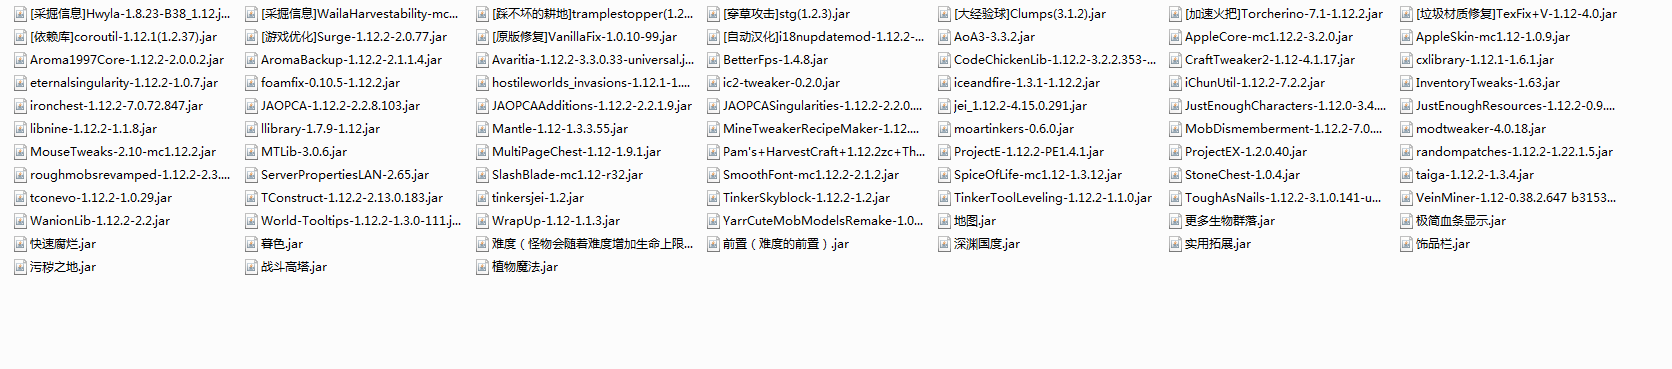 [采掘信息]Hwyla-1.8.23-B38_1.12.j... [采掘信息]WailaHarvestability-mc... [踩不坏的耕地]tramplestopper(1.2... [穿草攻击]stg(1.2.3).jar [大经验球]Clumps(3.1.2).jar [加速火把]Torcherino-7.1-1.12.2.jar [垃圾材质修复]TexFix+V-1.12-4.0.jar
[依赖库]coroutil-1.12.1(1.2.37).jar [游戏优化]Surge-1.12.2-2.0.77.jar [原版修复]VanillaFix-1.0.10-99.jar [自动汉化]i18nupdatemod-1.12.2-... AoA3-3.3.2.jar AppleCore-mc1.12.2-3.2.0.jar AppleSkin-mc1.12-1.0.9.jar
Aroma1997Core-1.12.2-2.0.0.2.jar AromaBackup-1.12.2-2.1.1.4.jar Avaritia-1.12.2-3.3.0.33-universal.j... BetterFps-1.4.8.jar CodeChickenLib-1.12.2-3.2.2.353-... CraftTweaker2-1.12-4.1.17.jar cxlibrary-1.12.1-1.6.1.jar
eternalsingularity-1.12.2-1.0.7.jar foamfix-0.10.5-1.12.2.jar hostileworlds_invasions-1.12.1-1.... ic2-tweaker-0.2.0.jar iceandfire-1.3.1-1.12.2.jar iChunUtil-1.12.2-7.2.2.jar InventoryTweaks-1.63.jar
ironchest-1.12.2-7.0.72.847.jar JAOPCA-1.12.2-2.2.8.103.jar JAOPCAAdditions-1.12.2-2.2.1.9.jar JAOPCASingularities-1.12.2-2.2.0.... jei_1.12.2-4.15.0.291.jar JustEnoughCharacters-1.12.0-3.4.... JustEnoughResources-1.12.2-0.9....
libnine-1.12.2-1.1.8.jar llibrary-1.7.9-1.12.jar Mantle-1.12-1.3.3.55.jar MineTweakerRecipeMaker-1.12.... moartinkers-0.6.0.jar MobDismemberment-1.12.2-7.0.... modtweaker-4.0.18.jar
MouseTweaks-2.10-mc1.12.2.jar MTLib-3.0.6.jar MultiPageChest-1.12-1.9.1.jar Pam's+HarvestCraft+1.12.2zc+Th... ProjectE-1.12.2-PE1.4.1.jar ProjectEX-1.2.0.40.jar randompatches-1.12.2-1.22.1.5.jar
roughmobsrevamped-1.12.2-2.3.... ServerPropertiesLAN-2.65.jar SlashBlade-mc1.12-r32.jar SmoothFont-mc1.12.2-2.1.2.jar SpiceOfLife-mc1.12-1.3.12.jar StoneChest-1.0.4.jar taiga-1.12.2-1.3.4.jar
tconevo-1.12.2-1.0.29.jar TConstruct-1.12.2-2.13.0.183.jar tinkersjei-1.2.jar TinkerSkyblock-1.12.2-1.2.jar TinkerToolLeveling-1.12.2-1.1.0.jar ToughAsNails-1.12.2-3.1.0.141-u... VeinMiner-1.12-0.38.2.647 b3153...
WanionLib-1.12.2-2.2.jar World-Tooltips-1.12.2-1.3.0-111.j... WrapUp-1.12-1.1.3.jar YarrCuteMobModelsRemake-1.0... 地图.jar 更多生物群落.jar 极简血条显示.jar
快速腐烂.jar 暮色.jar 难度（怪物会随着难度增加生命上限... 前置（难度的前置）.jar 深渊国度.jar 实用拓展.jar 饰品栏.jar
污秽之地.jar 战斗高塔.jar 植物魔法.jar